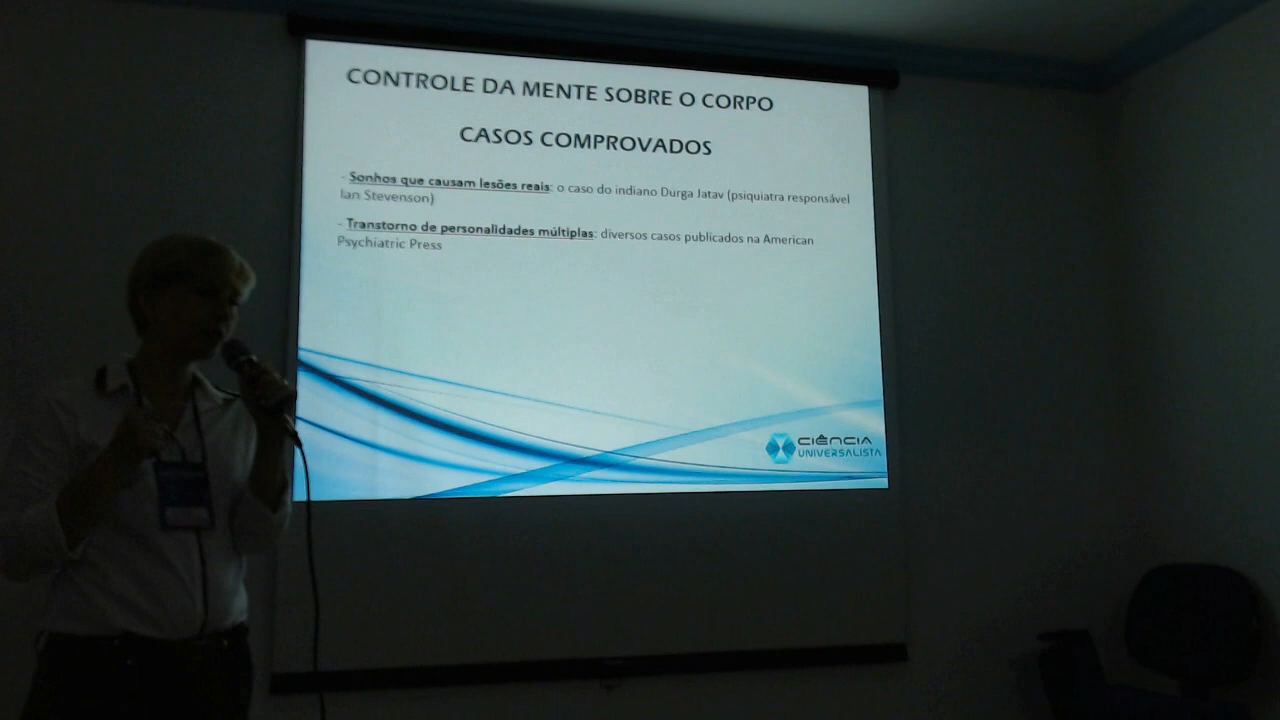 CONTROLE DA MENTE SOBRE O CORPO
CASOS COMPROVADOS
- Sonhos que causam lesões reais: o caso do indiano Durga Jatav (psiquiatra responsável
Ian Stevenson)
- Transtorno de personalidades múltiplas: diversos casos publicados na American
Psychiatric Press
CIÊNCIA
UNIVERSALISTA